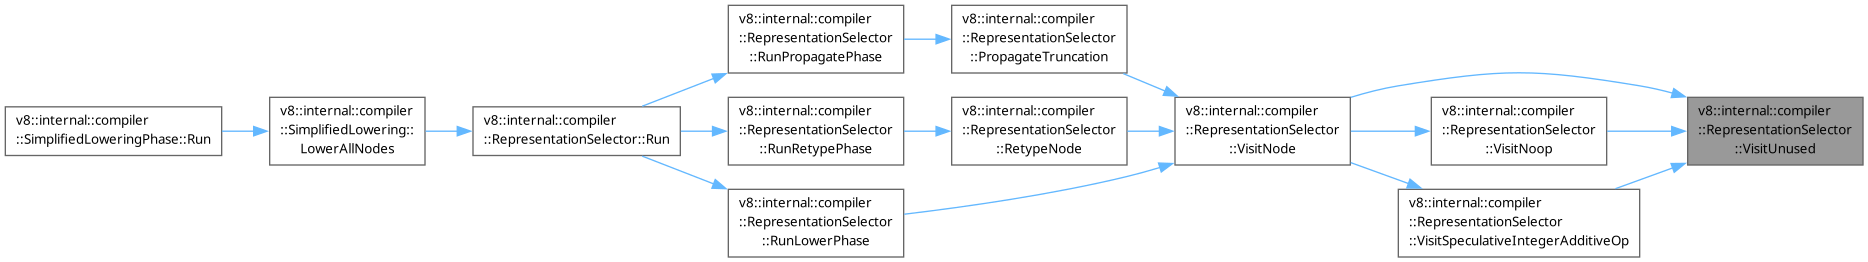 v8::internal::compiler
::SimplifiedLoweringPhase::Run
v8::internal::compiler
::SimplifiedLowering::
LowerAllNodes
v8::internal::compiler
::RepresentationSelector::Run
v8::internal::compiler
::RepresentationSelector
::RunPropagatePhase
v8::internal::compiler
::RepresentationSelector
::RunRetypePhase
v8::internal::compiler
::RepresentationSelector
::RunLowerPhase
v8::internal::compiler
::RepresentationSelector
::PropagateTruncation
v8::internal::compiler
::RepresentationSelector
::RetypeNode
v8::internal::compiler
::RepresentationSelector
::VisitNode
v8::internal::compiler
::RepresentationSelector
::VisitNoop
v8::internal::compiler
::RepresentationSelector
::VisitSpeculativeIntegerAdditiveOp
v8::internal::compiler
::RepresentationSelector
::VisitUnused